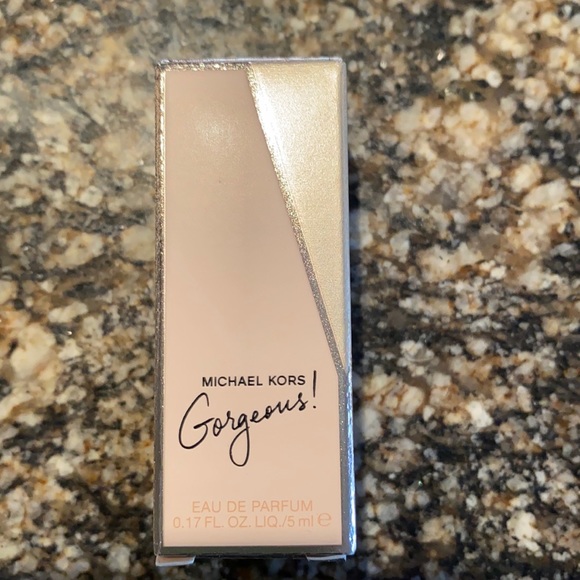 MICHAEL KORS
Gorgeous!
EAU DE PARFUM
0.17 FL. OZ. LIQ./5 ml ℮